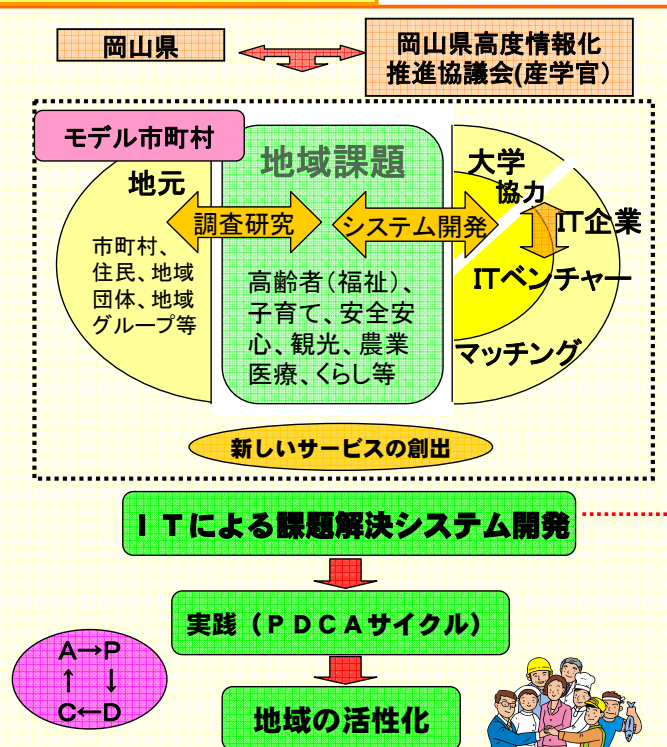 岡山県
岡山県高度情報化
推進協議会(産学官）
モデル市町村
地元
市町村、
住民、地域
団体、地域
グループ等
調査研究
地域課題
システム開発
高齢者（福祉）、
子育て、安全安
心、観光、農業
医療、くらし等
大学
協力
IT企業
ITベンチャー
マッチング
新しいサービスの創出
ＩＴによる課題解決システム開発
実践（ＰＤＣＡサイクル）
A→P
↑　↓
C←D
地域の活性化